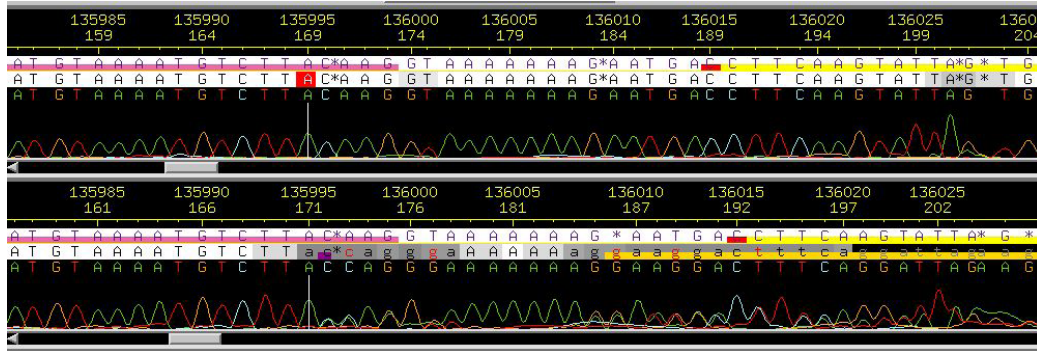 135985 135990 135995 136000 136005 136010 136015 136020 136025 1360
159 164 169 174 179 184 189 194 199 204
A T G T A A A A T G T C T T A C * A A G G T A A A A A A A G * A A T G A C C T T C A A G T A T T A * G * T G
A T G T A A A A T G T C T T A C * A A G G T A A A A A A A G * A A T G A C C T T C A A G T A T T A * G * T G
A T G T A A A A T G T C T T A C A A G G T A A A A A A A G A A T G A C C T T C A A G T A T T A G T G
135985 135990 135995 136000 136005 136010 136015 136020 136025
161 166 171 176 181 187 192 197 202
A T G T A A A A T G T C T T A C * A A G G T A A A A A A A G * A A T G A C C T T C A A G T A T T A * G *
A T G T A A A A T G T C T T a g * c a g g g a A A A A A a g g a a g g a c t t t c a
A T G T A A A A T G T C T T A C C A G G G A A A A A A A G G A A G G A C T T T C A G G A T T A G A A G